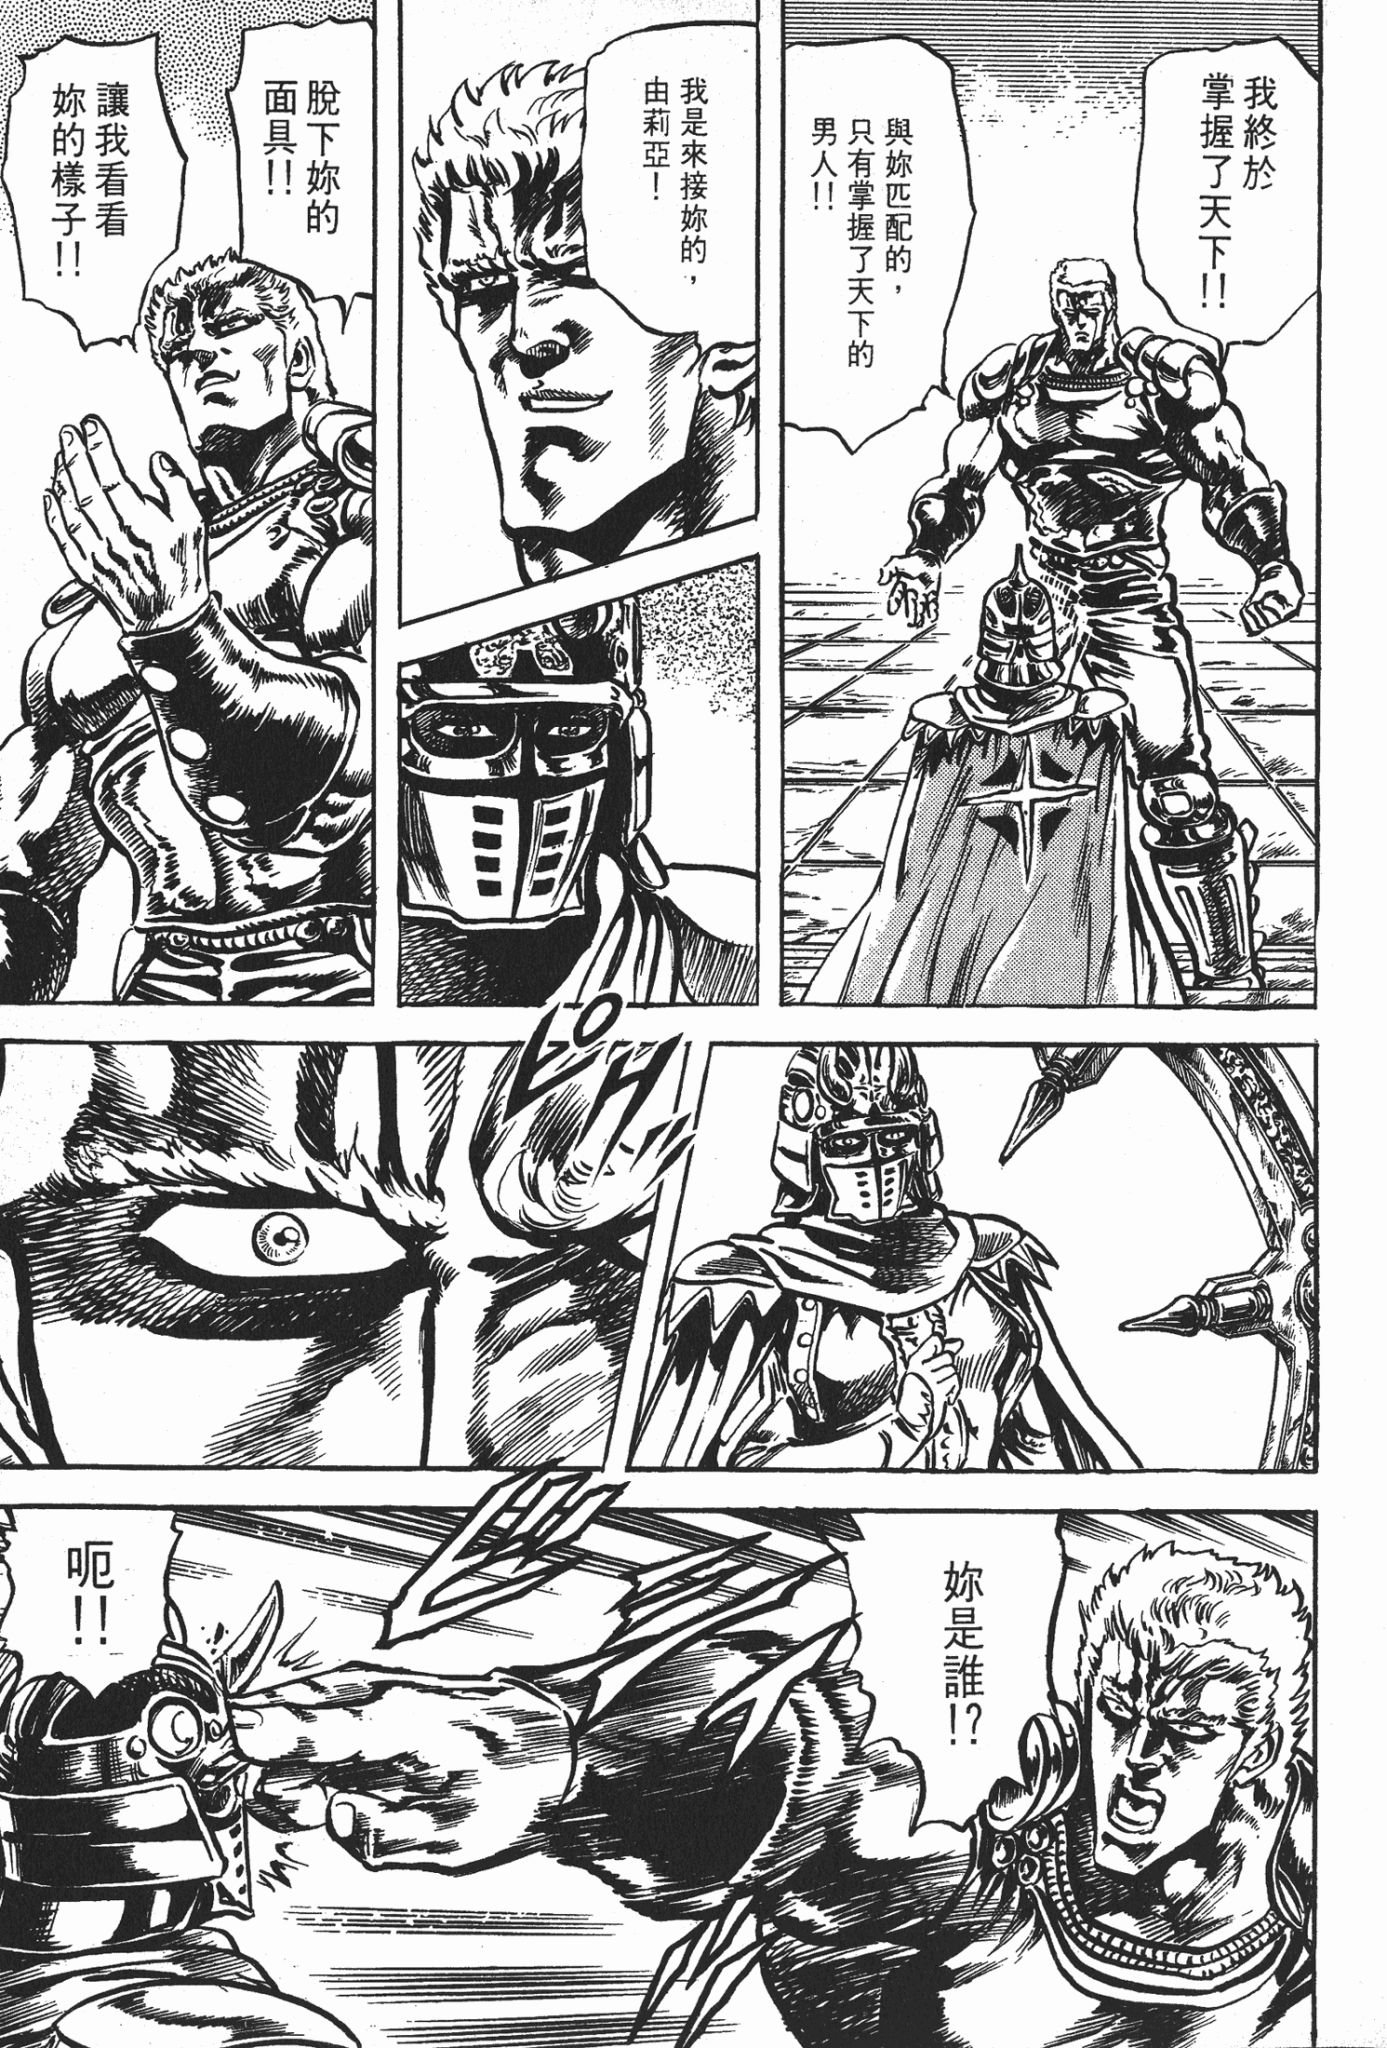 我終於
掌握了天下!!
與妳匹配的，
只有掌握了天下的
男人!!
我是來接妳的，
由莉亞！
脫下妳的
面具!!
讓我看看
妳的樣子!!
ピク
妳是誰!?
呃!!